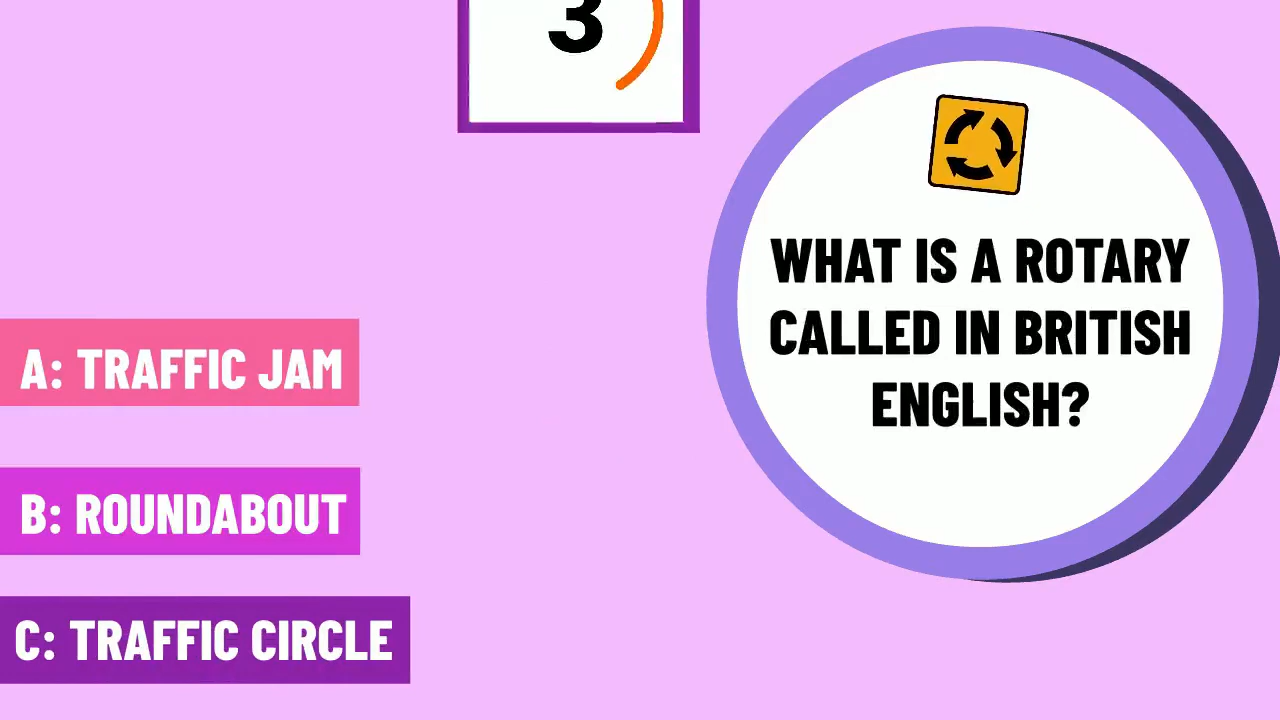 3
WHAT IS A ROTARY
CALLED IN BRITISH
ENGLISH?
A: TRAFFIC JAM
B: ROUNDABOUT
C: TRAFFIC CIRCLE